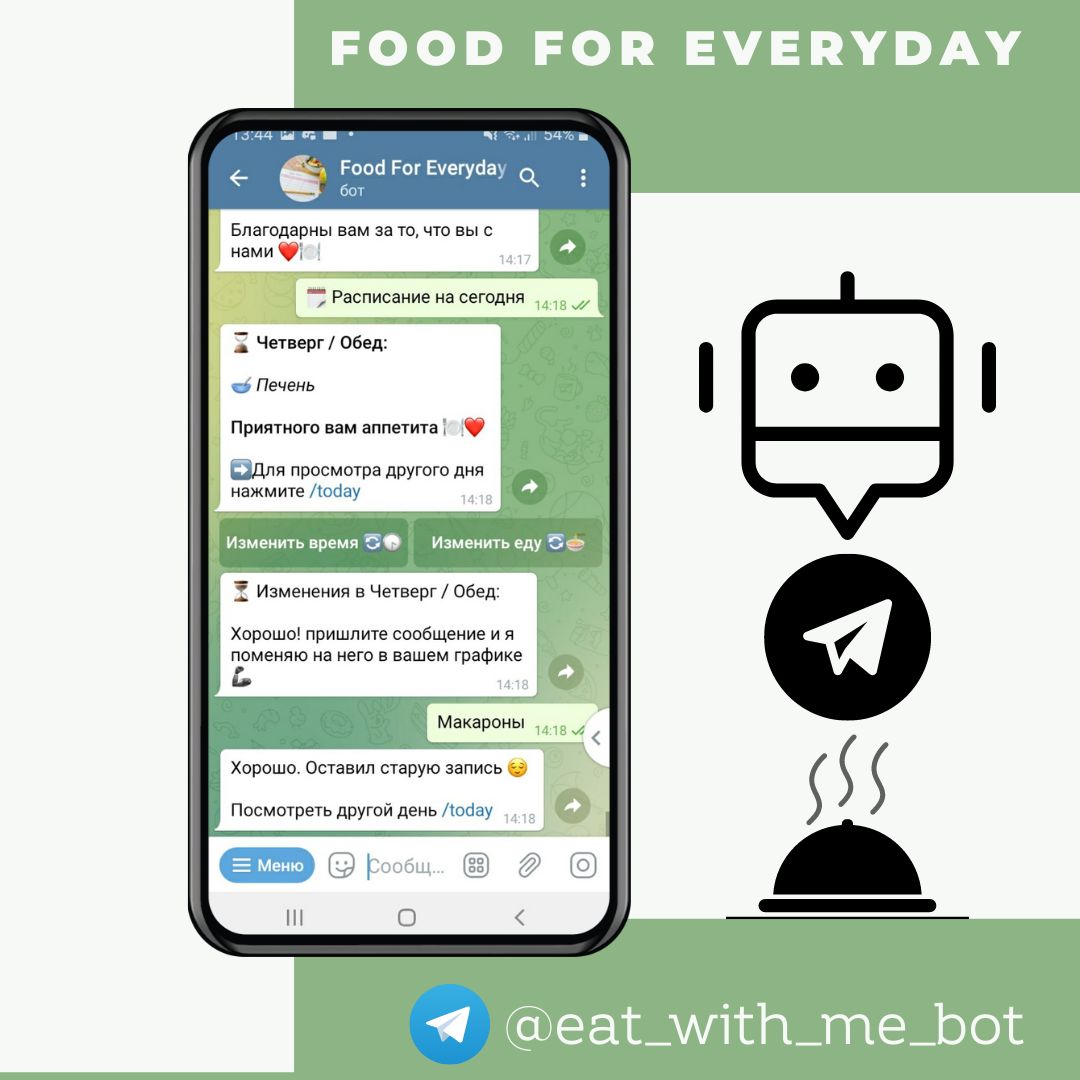 FOOD FOR EVERYDAY
13:44 54%
Food For Everyday
бот
Благодарны вам за то, что вы с
нами ❤️🍽️
14:17
🗓️ Расписание на сегодня 14:18
⏳ Четверг / Обед:
🥣 Печень
Приятного вам аппетита 🍽️❤️
➡️Для просмотра другого дня
нажмите /today
14:18
Изменить время 🔄🕞 Изменить еду 🔄🍜
⏳ Изменения в Четверг / Обед:
Хорошо! пришлите сообщение и я
поменяю на него в вашем графике
🦾
14:18
Макароны 14:18
Хорошо. Оставил старую запись 😌
Посмотреть другой день /today 14:18
Меню Сообщ...
@eat_with_me_bot